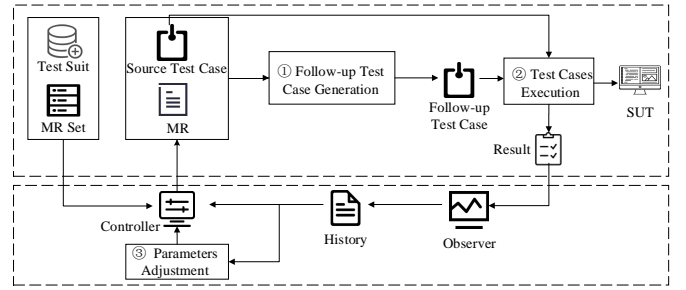 Test Suit
MR Set
Source Test Case
MR
① Follow-up Test
Case Generation
Follow-up
Test Case
② Test Cases
Execution
SUT
Result
Controller
③ Parameters
Adjustment
History
Observer